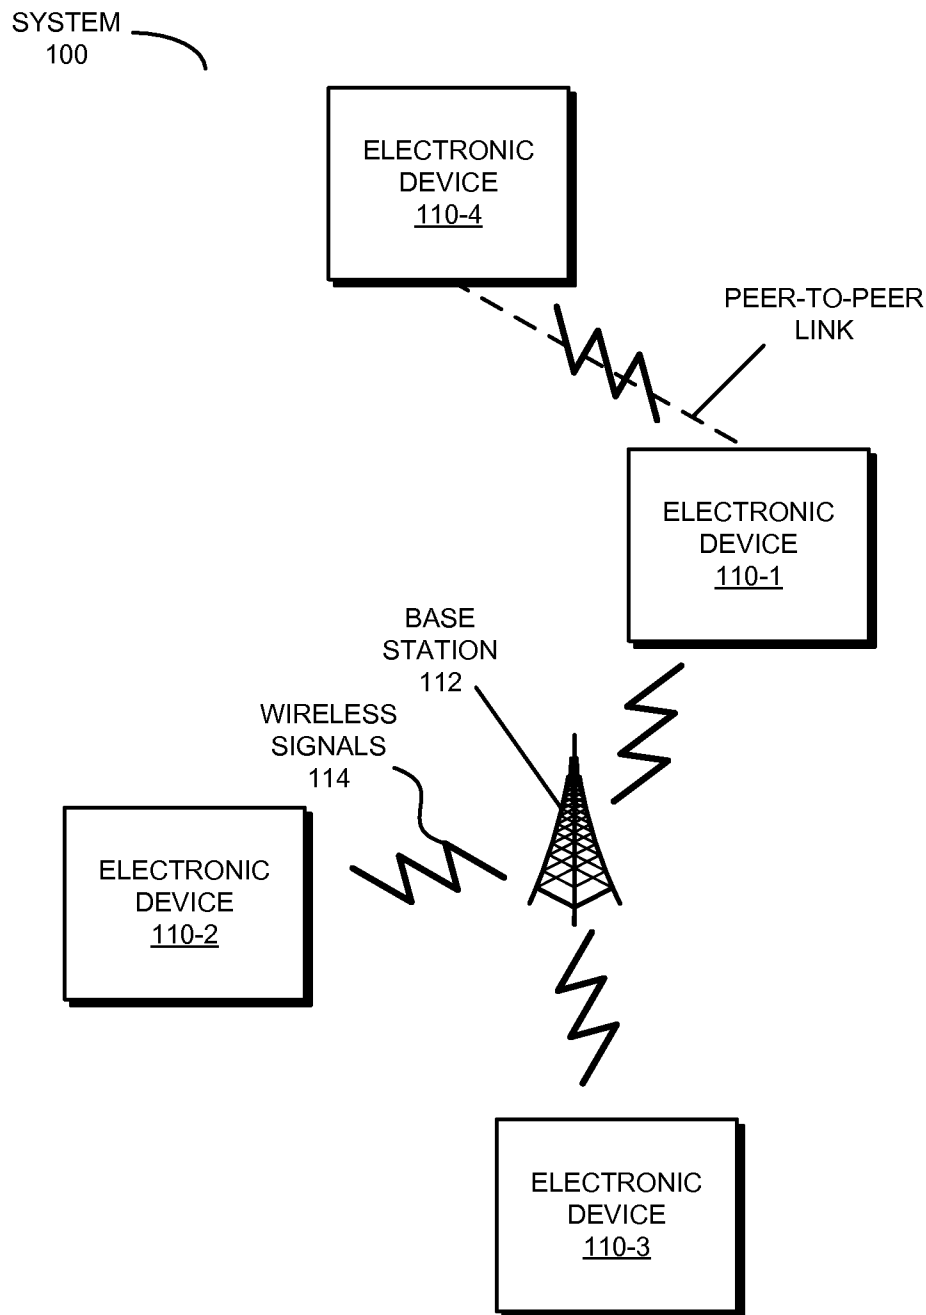 SYSTEM
100
ELECTRONIC
DEVICE
110-4
PEER-TO-PEER
LINK
ELECTRONIC
DEVICE
110-1
BASE
STATION
112
WIRELESS
SIGNALS
114
ELECTRONIC
DEVICE
110-2
ELECTRONIC
DEVICE
110-3